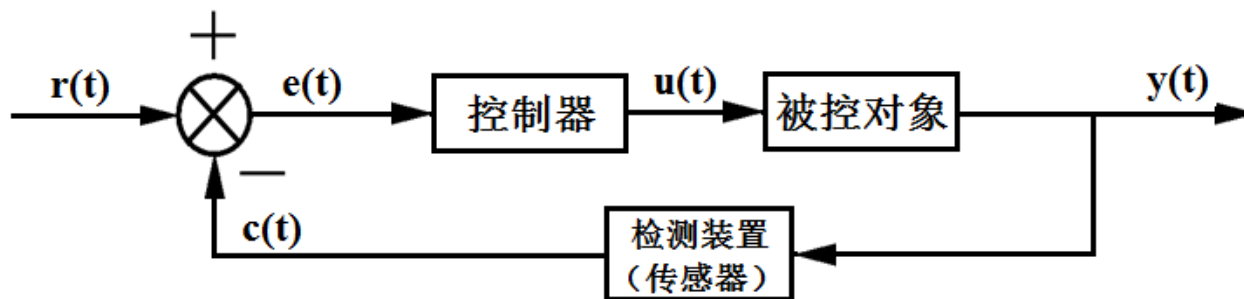 +
r(t)
e(t)
控制器
u(t)
被控对象
y(t)
—
c(t)
检测装置
（传感器）